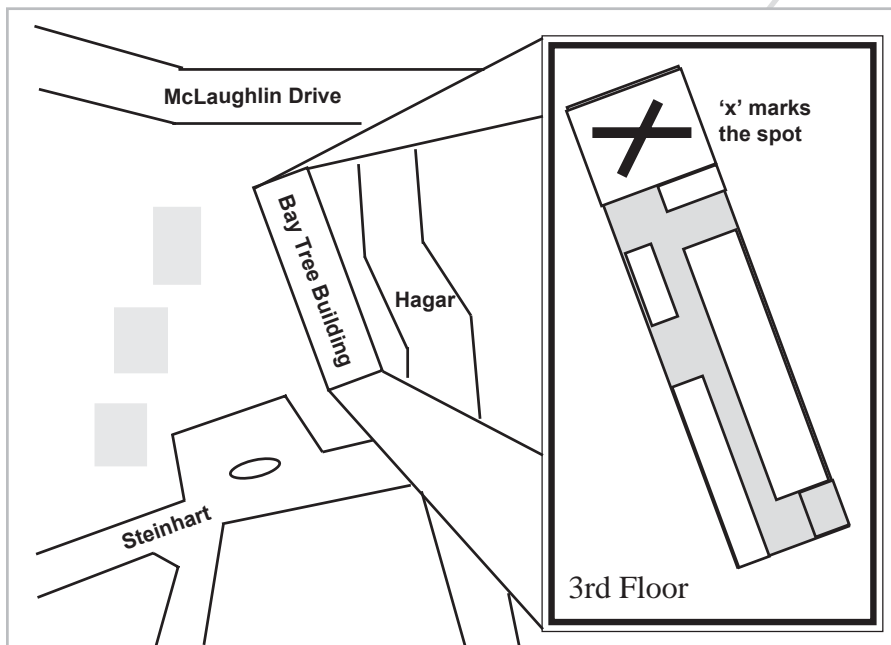 McLaughlin Drive
'x' marks
the spot
Bay Tree Building
Hagar
Steinhart
3rd Floor